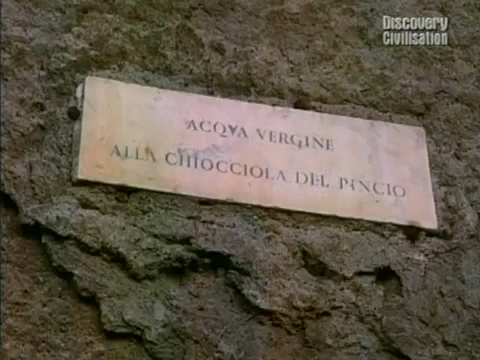 Discovery
Civilisation
ACQVA VERGINE
ALLA CHIOCCIOLA DEL PINCIO